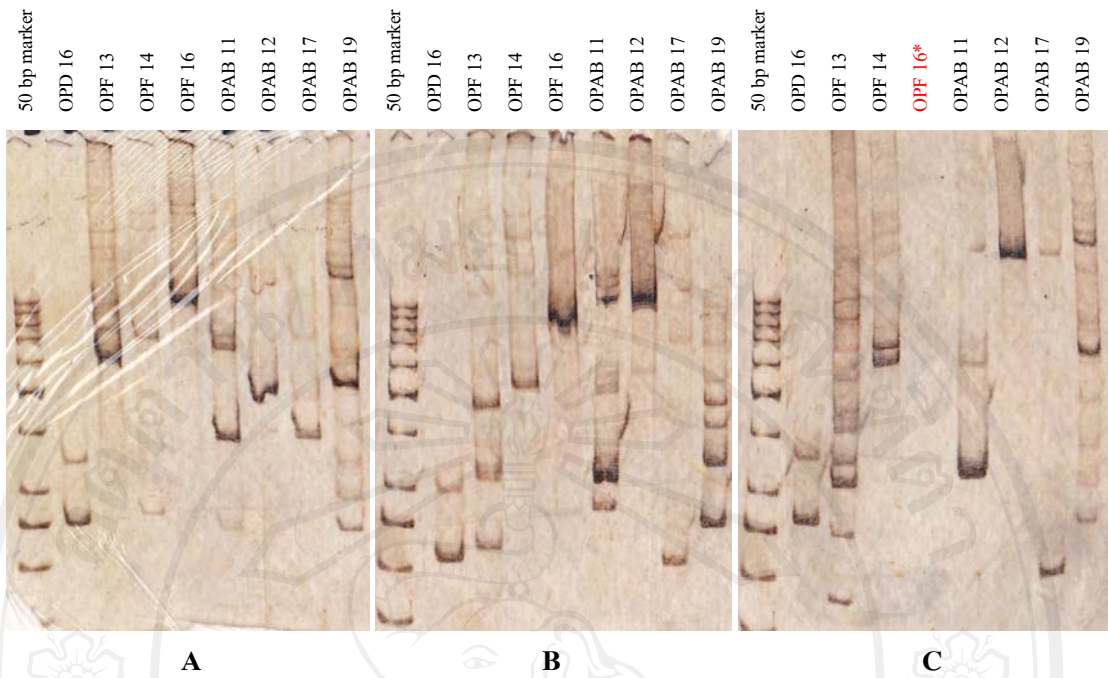 50 bp marker
OPD 16
OPF 13
OPF 14
OPF 16
OPAB 11
OPAB 12
OPAB 17
OPAB 19
50 bp marker
OPD 16
OPF 13
OPF 14
OPF 16
OPAB 11
OPAB 12
OPAB 17
OPAB 19
50 bp marker
OPD 16
OPF 13
OPF 14
OPF 16*
OPAB 11
OPAB 12
OPAB 17
OPAB 19
A
B
C